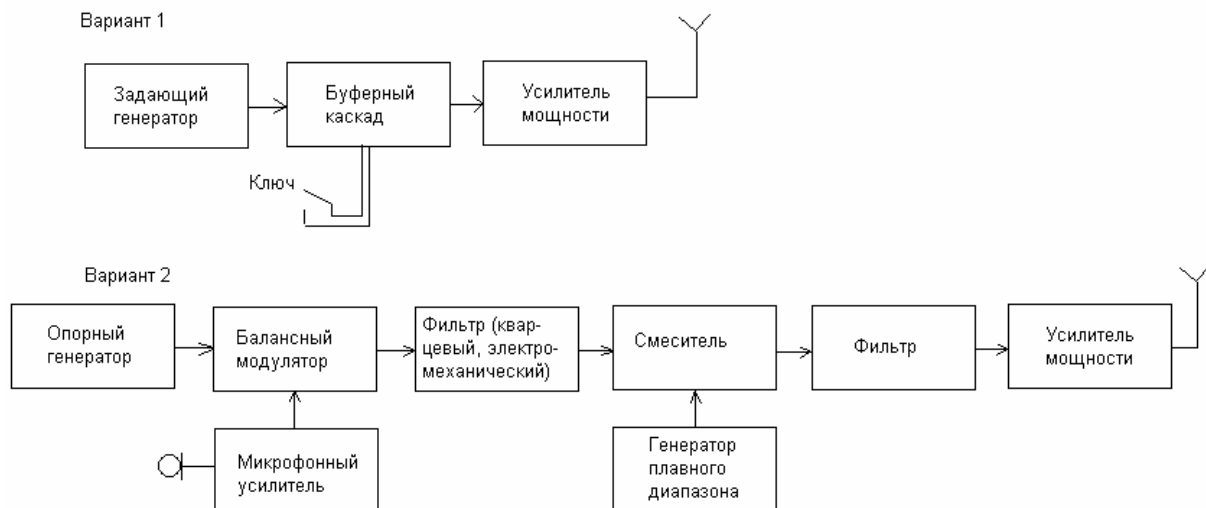 Вариант 1
Задающий
генератор
Буферный
каскад
Усилитель
мощности
Ключ
Вариант 2
Опорный
генератор
Балансный
модулятор
Фильтр (квар-
цевый, электро-
механический)
Смеситель
Фильтр
Усилитель
мощности
Микрофонный
усилитель
Генератор
плавного
диапазона